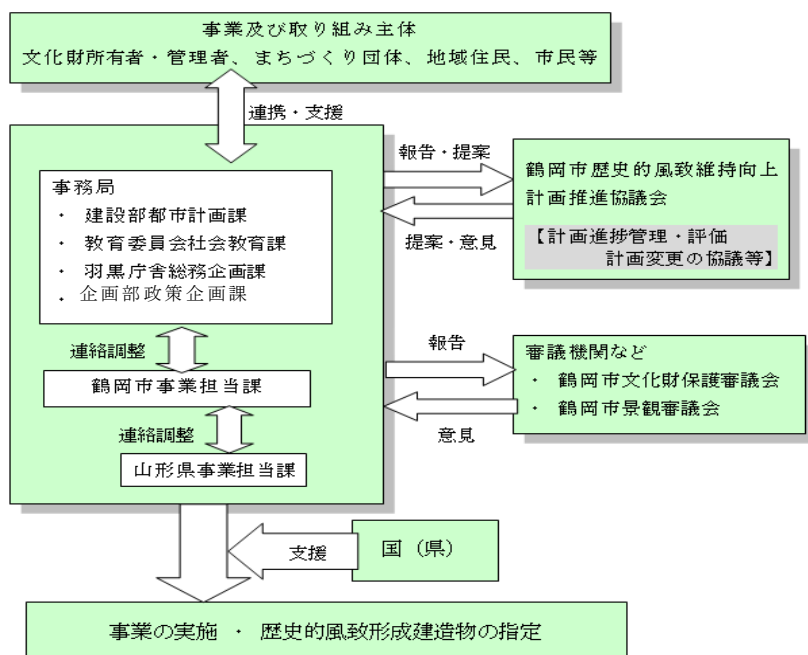 事業及び取り組み主体
文化財所有者・管理者、まちづくり団体、地域住民、市民等
連携・支援
事務局
・ 建設部都市計画課
・ 教育委員会社会教育課
・ 羽黒庁舎総務企画課
・ 企画部政策企画課
連絡調整
鶴岡市事業担当課
連絡調整
山形県事業担当課
報告・提案
提案・意見
鶴岡市歴史的風致維持向上
計画推進協議会
【計画進捗管理・評価
計画変更の協議等】
報告
意見
審議機関など
・ 鶴岡市文化財保護審議会
・ 鶴岡市景観審議会
支援
国（県）
事業の実施 ・ 歴史的風致形成建造物の指定